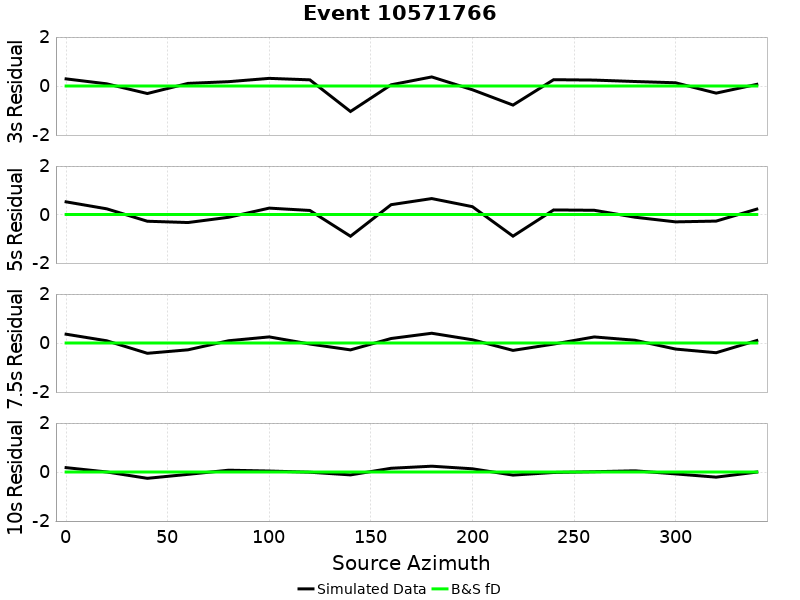 Event 10571766
3s Residual
2
0
-2
5s Residual
2
0
-2
7.5s Residual
2
0
-2
10s Residual
2
0
-2
0 50 100 150 200 250 300
Source Azimuth
Simulated Data B&S fD